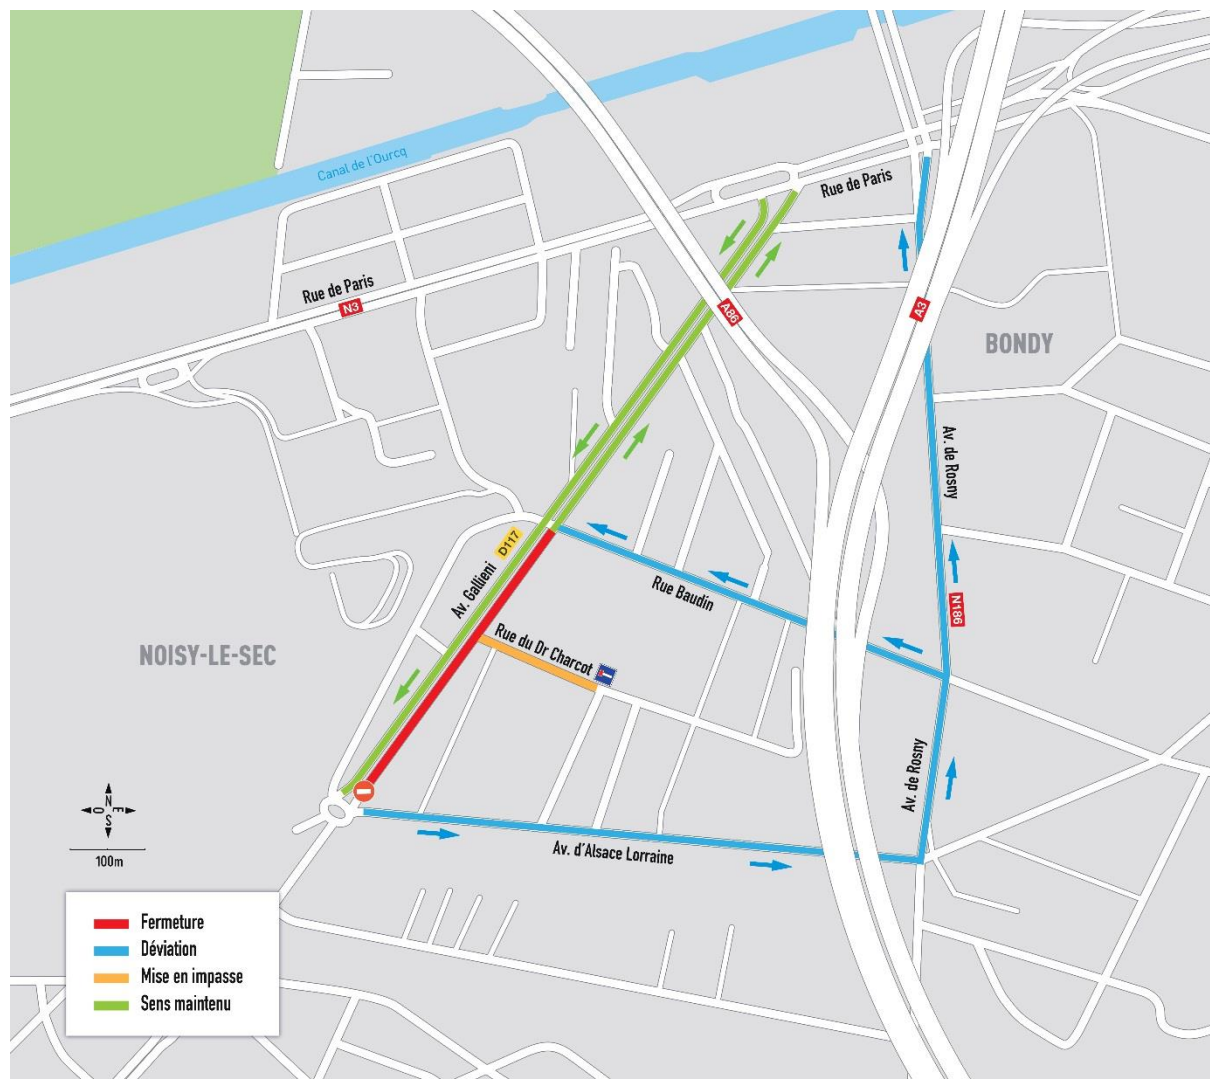 Canal de l'Ourcq
Rue de Paris
Rue de Paris
N3
A86
A3
BONDY
Av. de Rosny
D117
Av. Gallieni
Rue Baudin
N186
Rue du Dr Charcot
NOISY-LE-SEC
Av. de Rosny
N
O E
S
100m
Av. d'Alsace Lorraine
Fermeture
Déviation
Mise en impasse
Sens maintenu